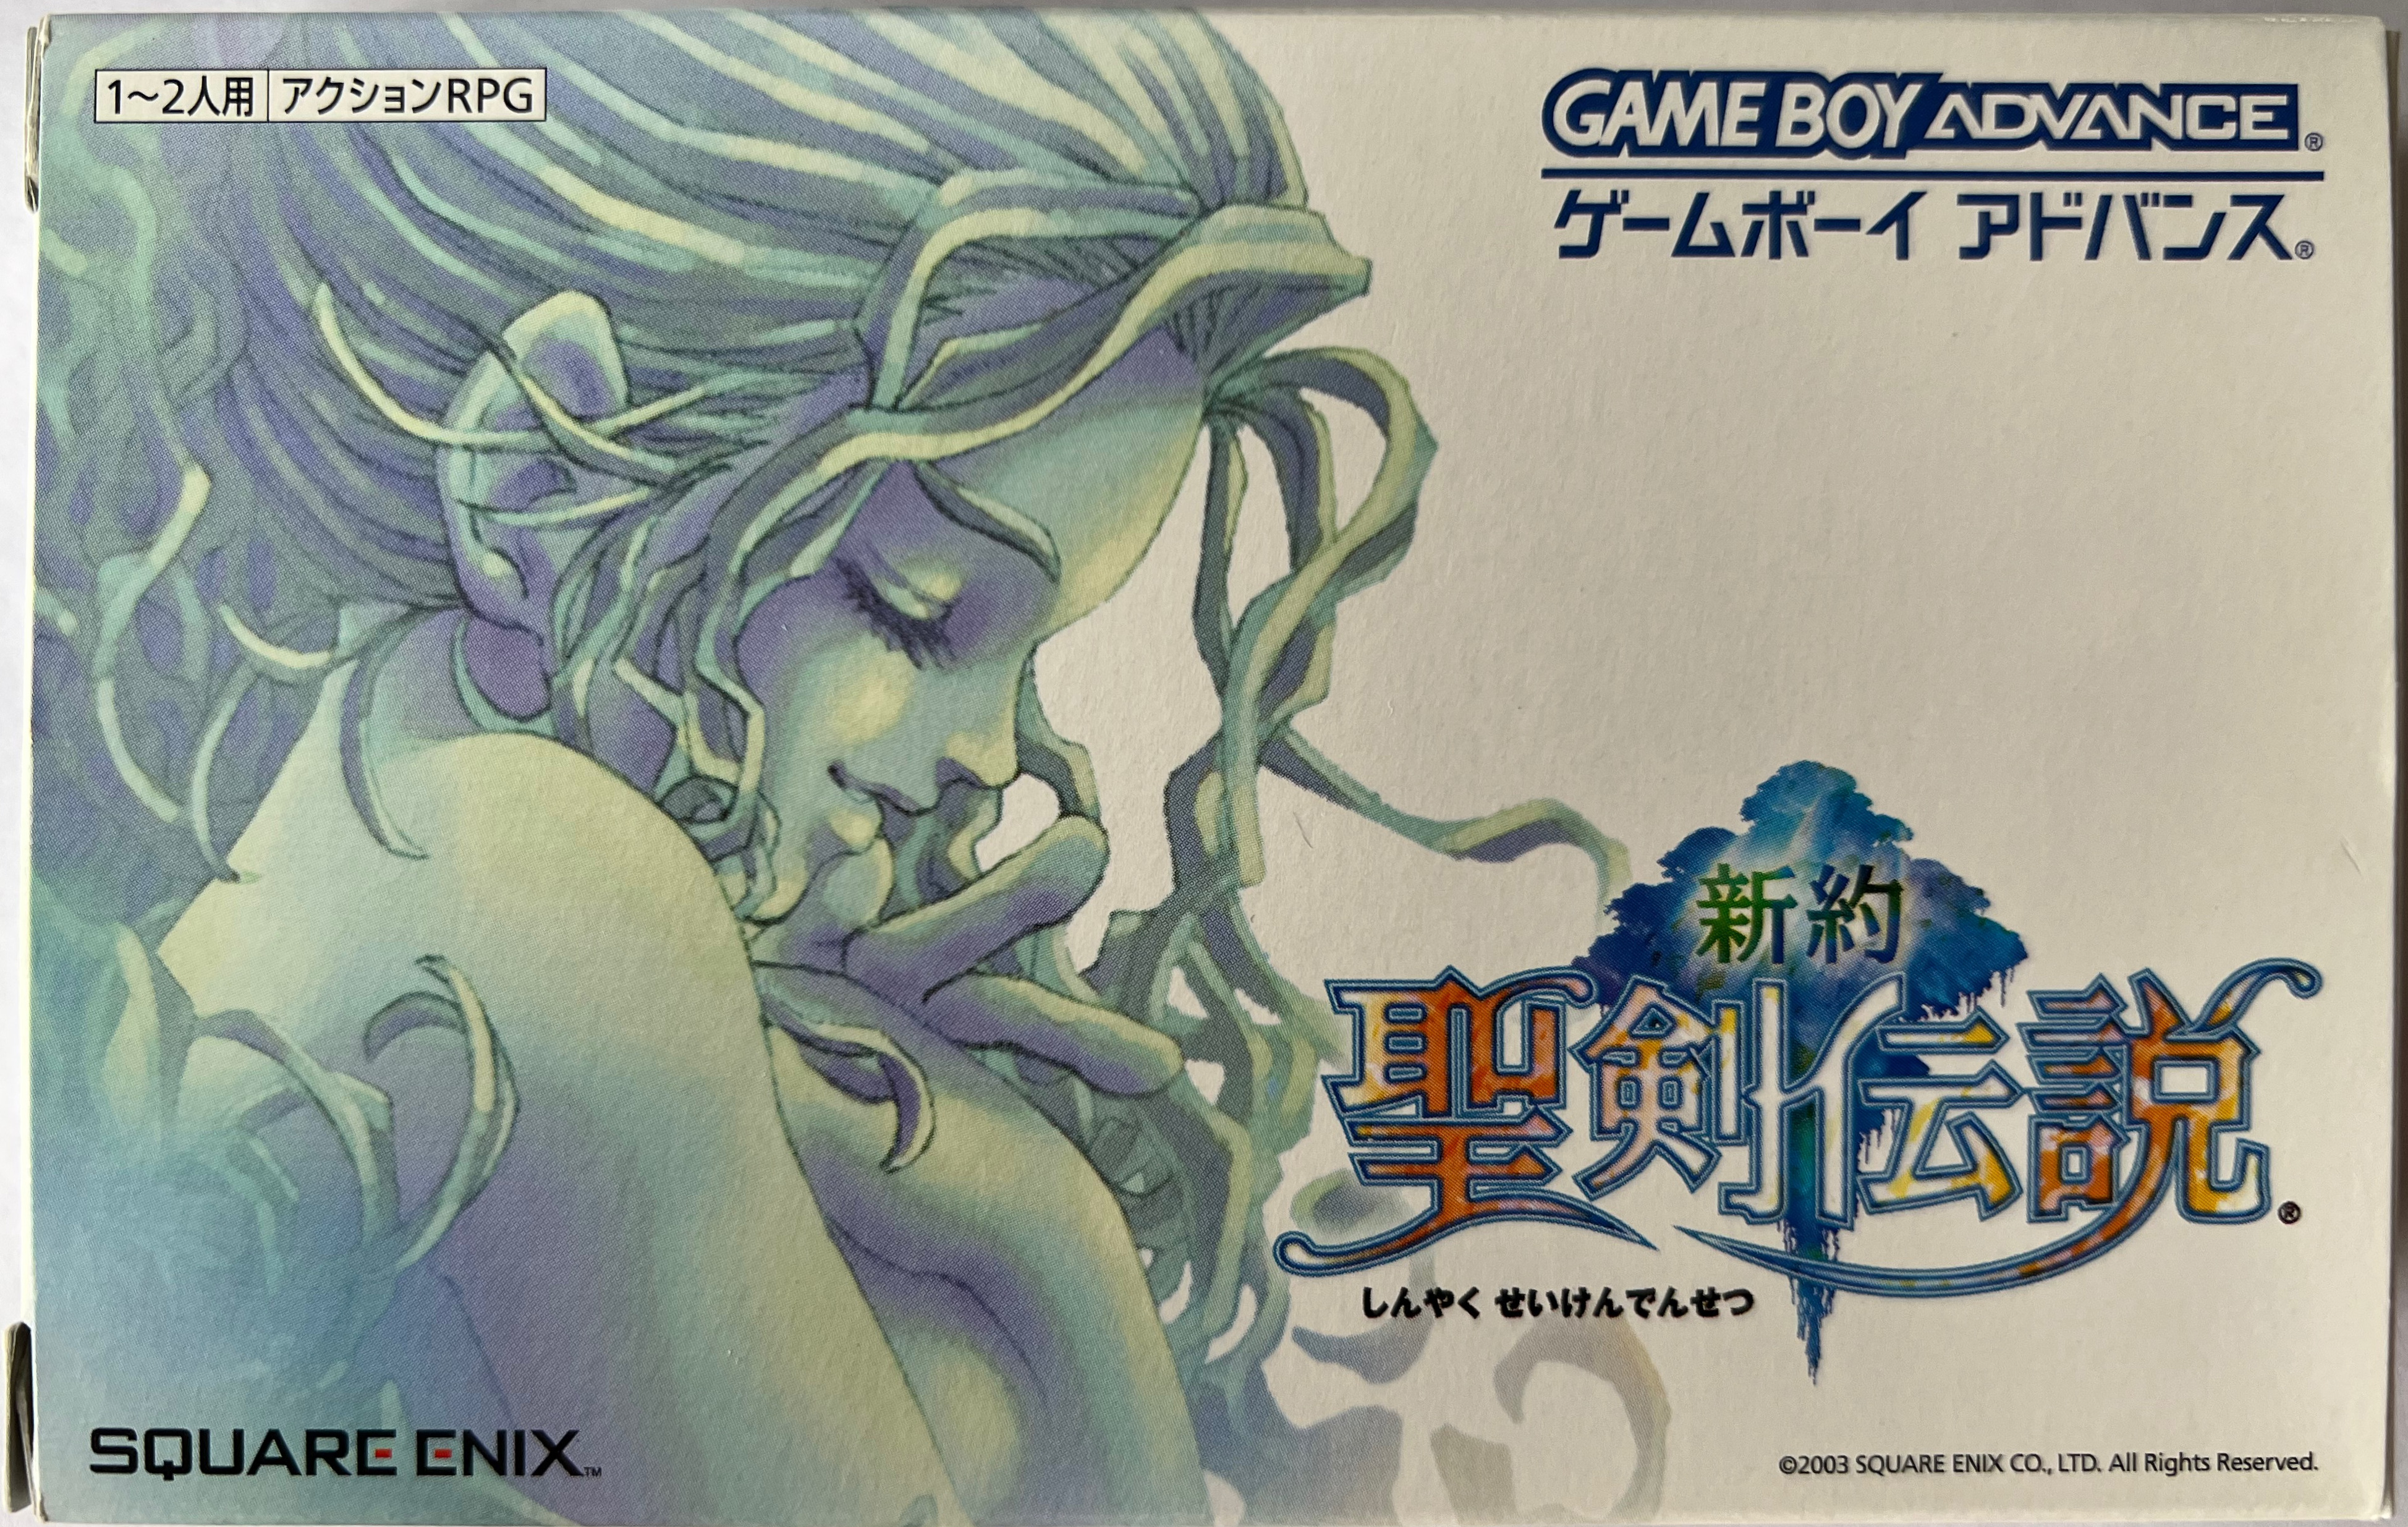 1〜2人用 アクションRPG
GAME BOY ADVANCE®
ゲームボーイ アドバンス®
新約
聖剣伝説®
しんやく せいけんでんせつ
SQUARE ENIX™
©2003 SQUARE ENIX CO., LTD. All Rights Reserved.